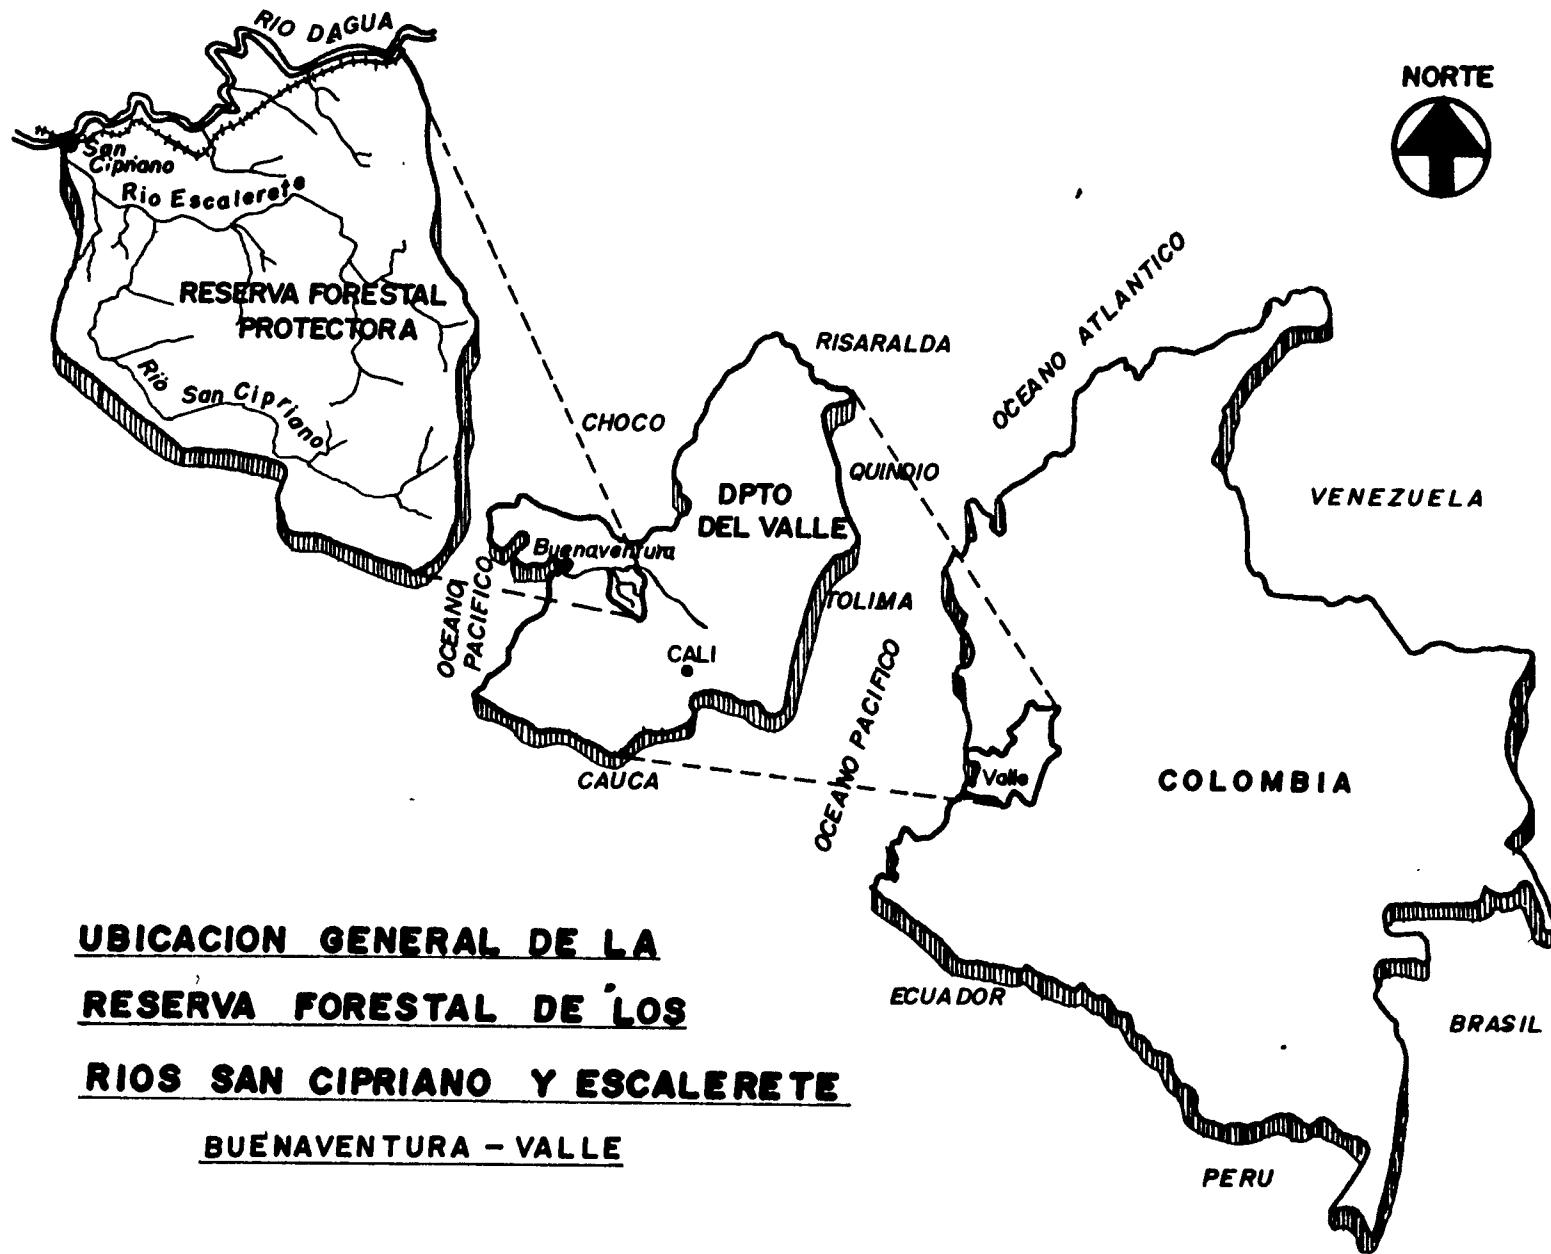 RIO DAGUA
NORTE
San
Cipriano
Rio Escalerete
RESERVA FORESTAL
PROTECTORA
Rio San Cipriano
OCEANO ATLANTICO
RISARALDA
CHOCO
QUINDIO
VENEZUELA
DPTO
DEL VALLE
Buenaventura
OCEANO
PACIFICO
TOLIMA
CALI
OCEANO PACIFICO
Valle
COLOMBIA
CAUCA
ECUADOR
BRASIL
PERU
UBICACION GENERAL DE LA
RESERVA FORESTAL DE LOS
RIOS SAN CIPRIANO Y ESCALERETE
BUENAVENTURA - VALLE